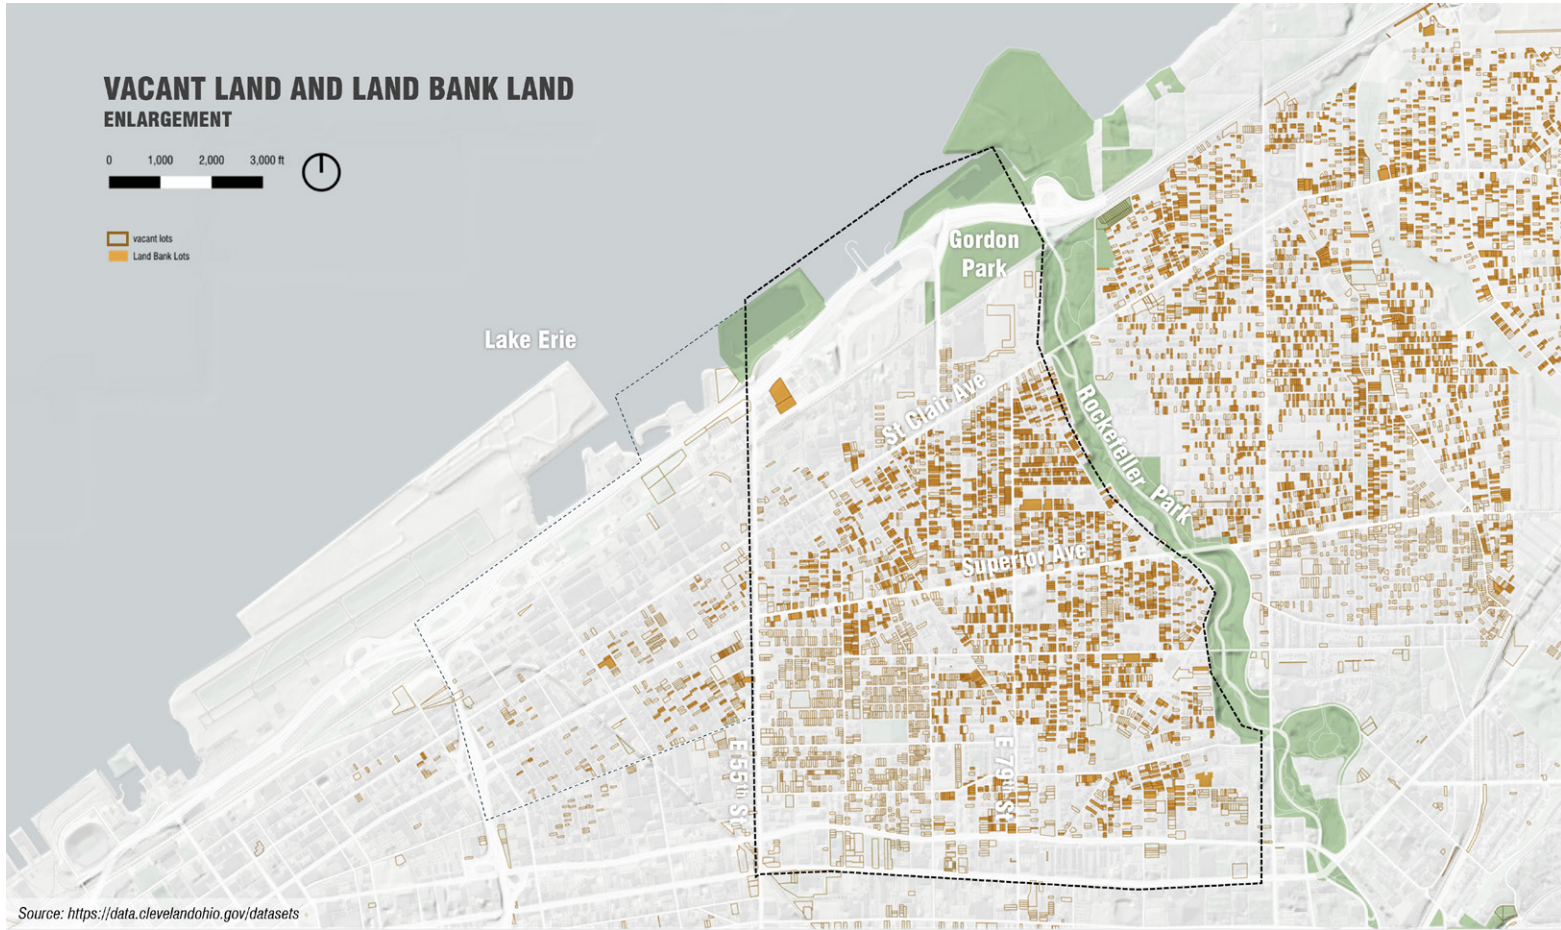 VACANT LAND AND LAND BANK LAND
ENLARGEMENT
0 1,000 2,000 3,000 ft
vacant lots
Land Bank Lots
Gordon
Park
Lake Erie
St Clair Ave
Rockefeller Park
Superior Ave
E 55TH St
E 79TH St
Source: https://data.clevelandohio.gov/datasets